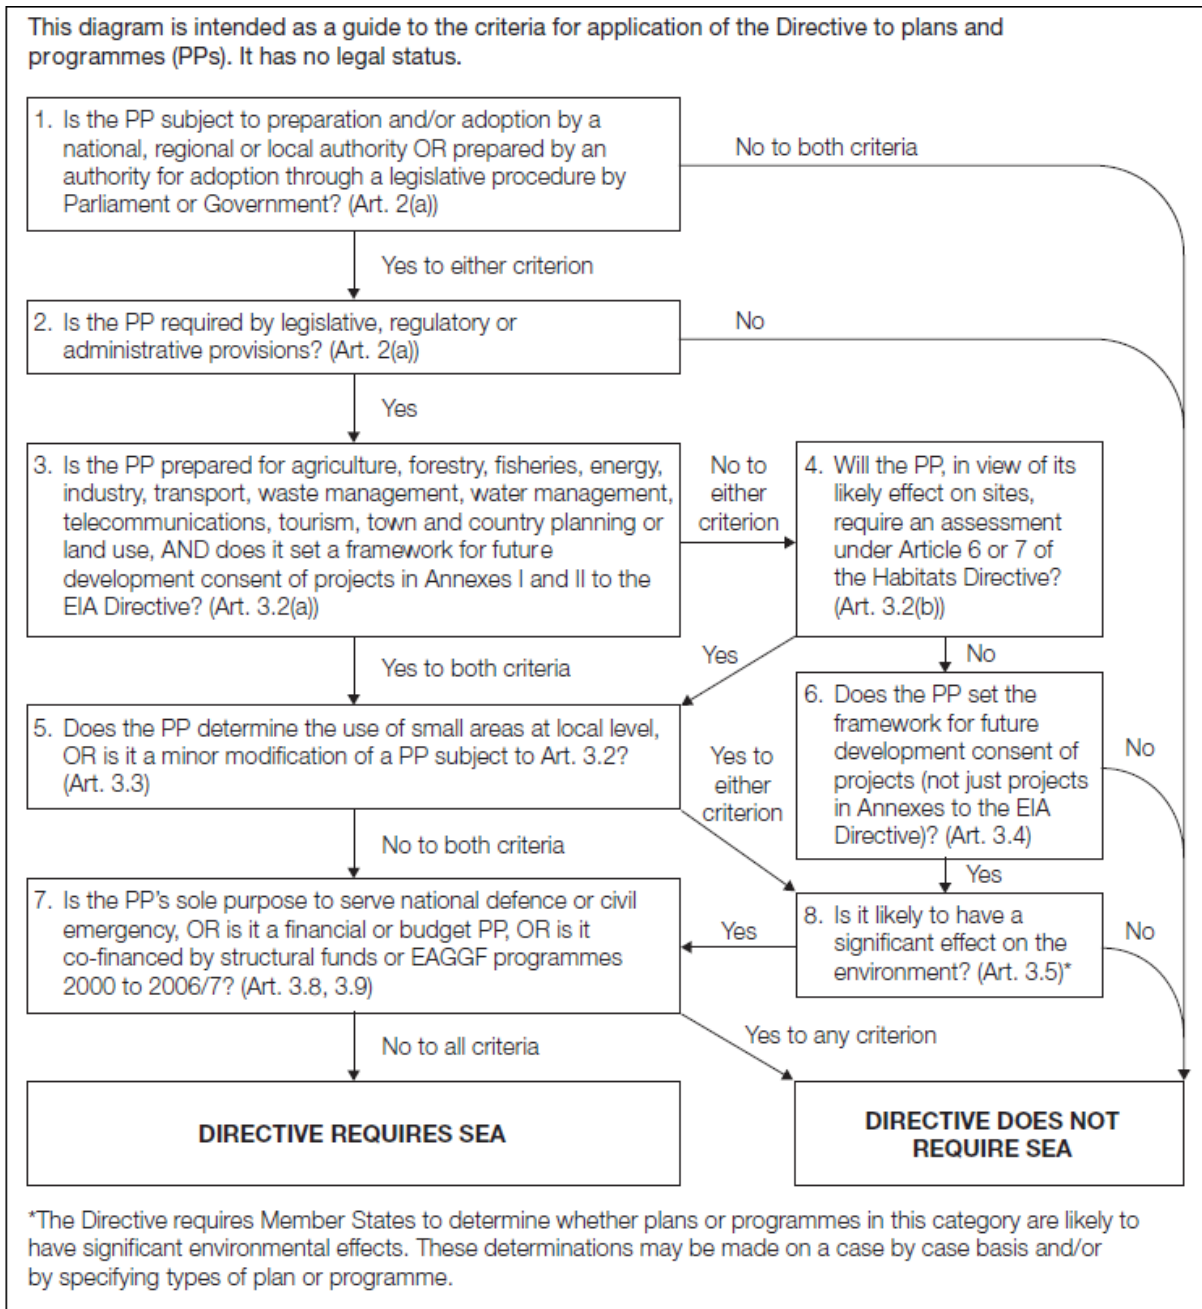 This diagram is intended as a guide to the criteria for application of the Directive to plans and
programmes (PPs). It has no legal status.
1. Is the PP subject to preparation and/or adoption by a
national, regional or local authority OR prepared by an
authority for adoption through a legislative procedure by
Parliament or Government? (Art. 2(a))
No to both criteria
Yes to either criterion
2. Is the PP required by legislative, regulatory or
administrative provisions? (Art. 2(a))
No
Yes
3. Is the PP prepared for agriculture, forestry, fisheries, energy,
industry, transport, waste management, water management,
telecommunications, tourism, town and country planning or
land use, AND does it set a framework for future
development consent of projects in Annexes I and II to the
EIA Directive? (Art. 3.2(a))
No to
either
criterion
4. Will the PP, in view of its
likely effect on sites,
require an assessment
under Article 6 or 7 of
the Habitats Directive?
(Art. 3.2(b))
Yes to both criteria
Yes
No
5. Does the PP determine the use of small areas at local level,
OR is it a minor modification of a PP subject to Art. 3.2?
(Art. 3.3)
Yes to
either
criterion
6. Does the PP set the
framework for future
development consent of
projects (not just projects
in Annexes to the EIA
Directive)? (Art. 3.4)
No
No to both criteria
Yes
7. Is the PP's sole purpose to serve national defence or civil
emergency, OR is it a financial or budget PP, OR is it
co-financed by structural funds or EAGGF programmes
2000 to 2006/7? (Art. 3.8, 3.9)
Yes
8. Is it likely to have a
significant effect on the
environment? (Art. 3.5)*
No
No to all criteria
Yes to any criterion
DIRECTIVE REQUIRES SEA
DIRECTIVE DOES NOT
REQUIRE SEA
*The Directive requires Member States to determine whether plans or programmes in this category are likely to
have significant environmental effects. These determinations may be made on a case by case basis and/or
by specifying types of plan or programme.